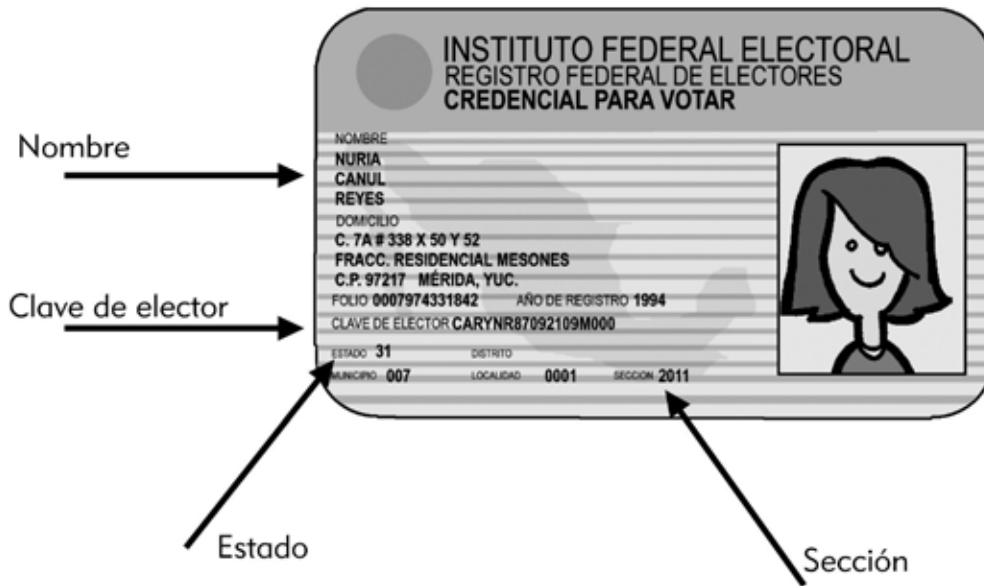 INSTITUTO FEDERAL ELECTORAL
REGISTRO FEDERAL DE ELECTORES
CREDENCIAL PARA VOTAR
Nombre
NOMBRE
NURIA
CANUL
REYES
DOMICILIO
C. 7A # 338 X 50 Y 52
FRACC. RESIDENCIAL MESONES
C.P. 97217 MÉRIDA, YUC.
FOLIO 0007974331842 AÑO DE REGISTRO 1994
Clave de elector
CLAVE DE ELECTOR CARYNR87092109M000
ESTADO 31 DISTRITO
MUNICIPIO 007 LOCALIDAD 0001 SECCION 2011
Estado
Sección